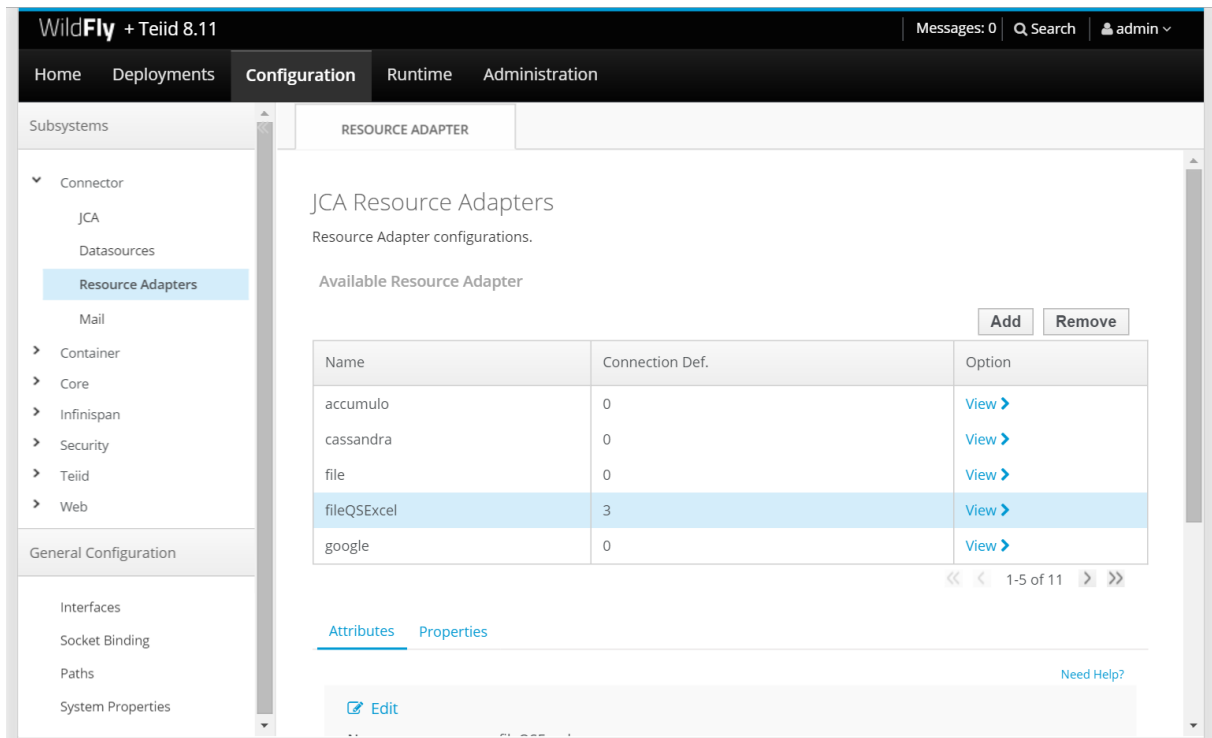 WildFly + Teiid 8.11
Messages: 0
Search
admin
Home
Deployments
Configuration
Runtime
Administration
Subsystems
Connector
JCA
Datasources
Resource Adapters
Mail
Container
Core
Infinispan
Security
Teiid
Web
General Configuration
Interfaces
Socket Binding
Paths
System Properties
RESOURCE ADAPTER
JCA Resource Adapters
Resource Adapter configurations.
Available Resource Adapter
Add
Remove
Name Connection Def. Option
accumulo 0 View
cassandra 0 View
file 0 View
fileQSExcel 3 View
google 0 View
1-5 of 11
Attributes
Properties
Need Help?
Edit